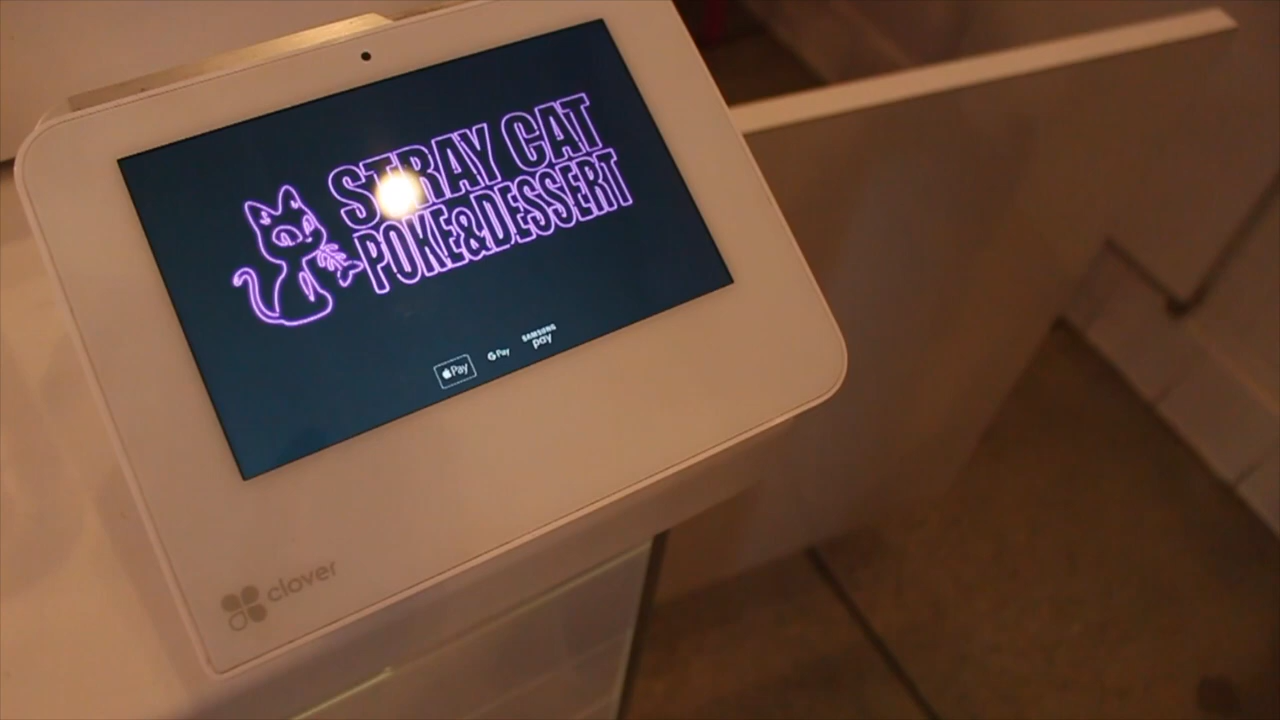 STRAY CAT
POKE&DESSERT
Pay
G Pay
SAMSUNG
pay
clover